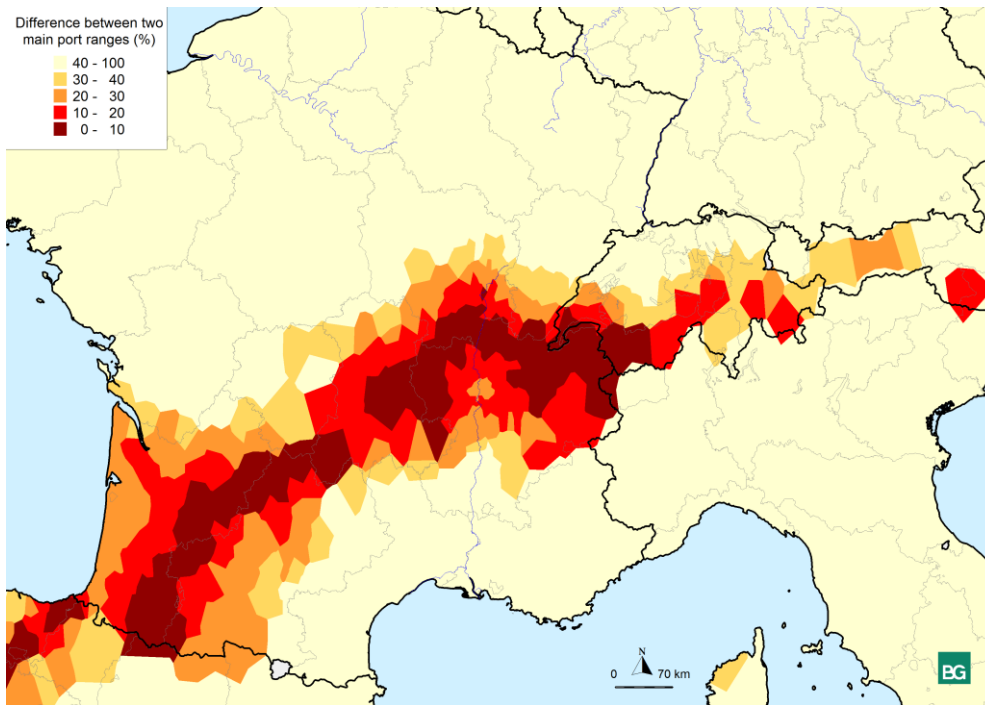 Difference between two
main port ranges (%)
40 - 100
30 - 40
20 - 30
10 - 20
0 - 10
N
0 70 km
BG